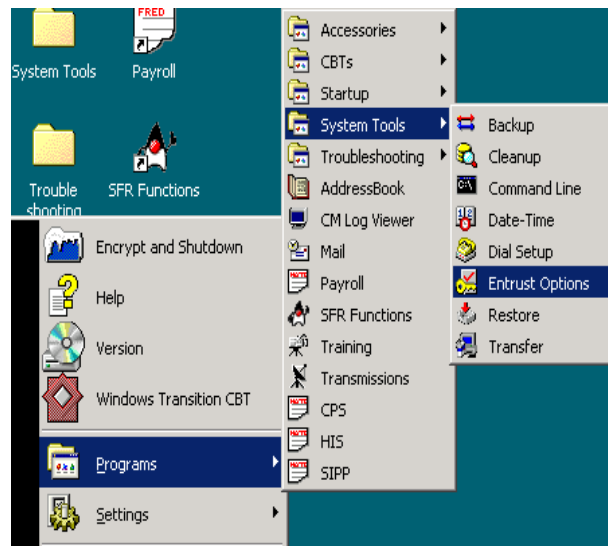 FRED
System Tools
Payroll
Trouble
shooting
SFR Functions
Encrypt and Shutdown
Help
Version
Windows Transition CBT
Programs
Settings
Accessories
CBTs
Startup
System Tools
Troubleshooting
AddressBook
CM Log Viewer
Mail
Payroll
SFR Functions
Training
Transmissions
CPS
HIS
SIPP
Backup
Cleanup
Command Line
Date-Time
Dial Setup
Entrust Options
Restore
Transfer